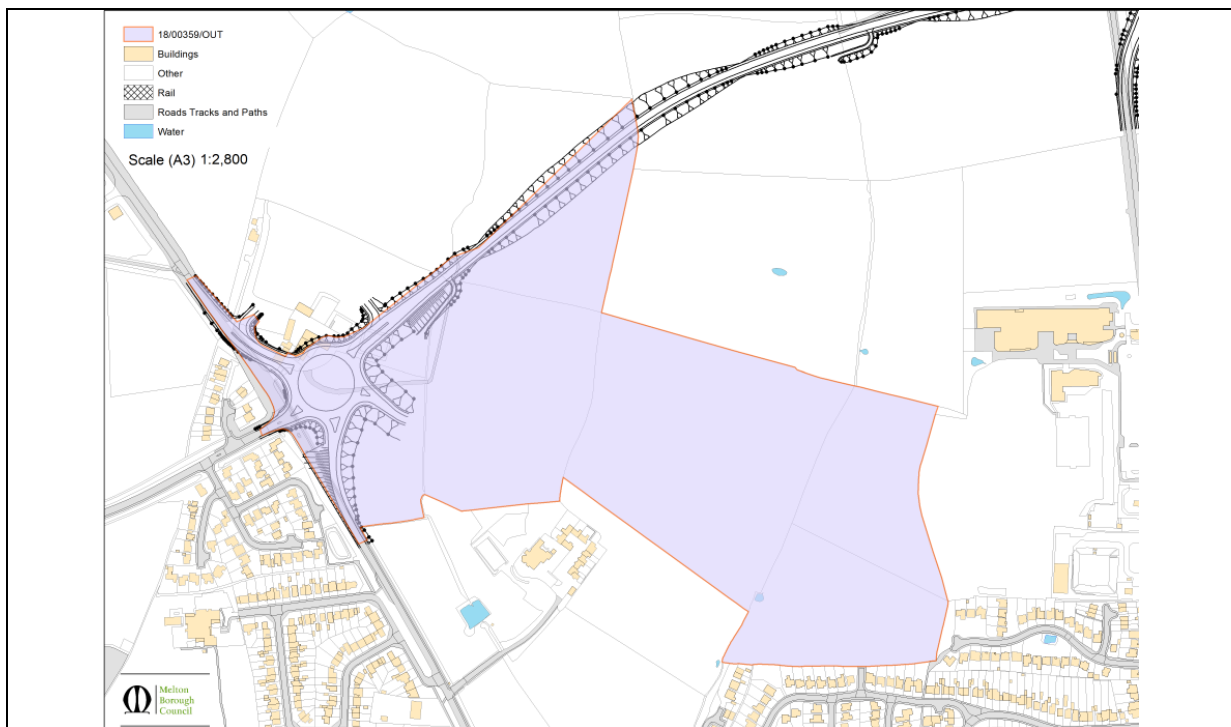 18/00359/OUT
Buildings
Other
Rail
Roads Tracks and Paths
Water
Scale (A3) 1:2,800
Melton
Borough
Council